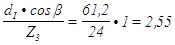 d₁ · cos β / Z₃ = 61,2 / 24 · 1 = 2,55